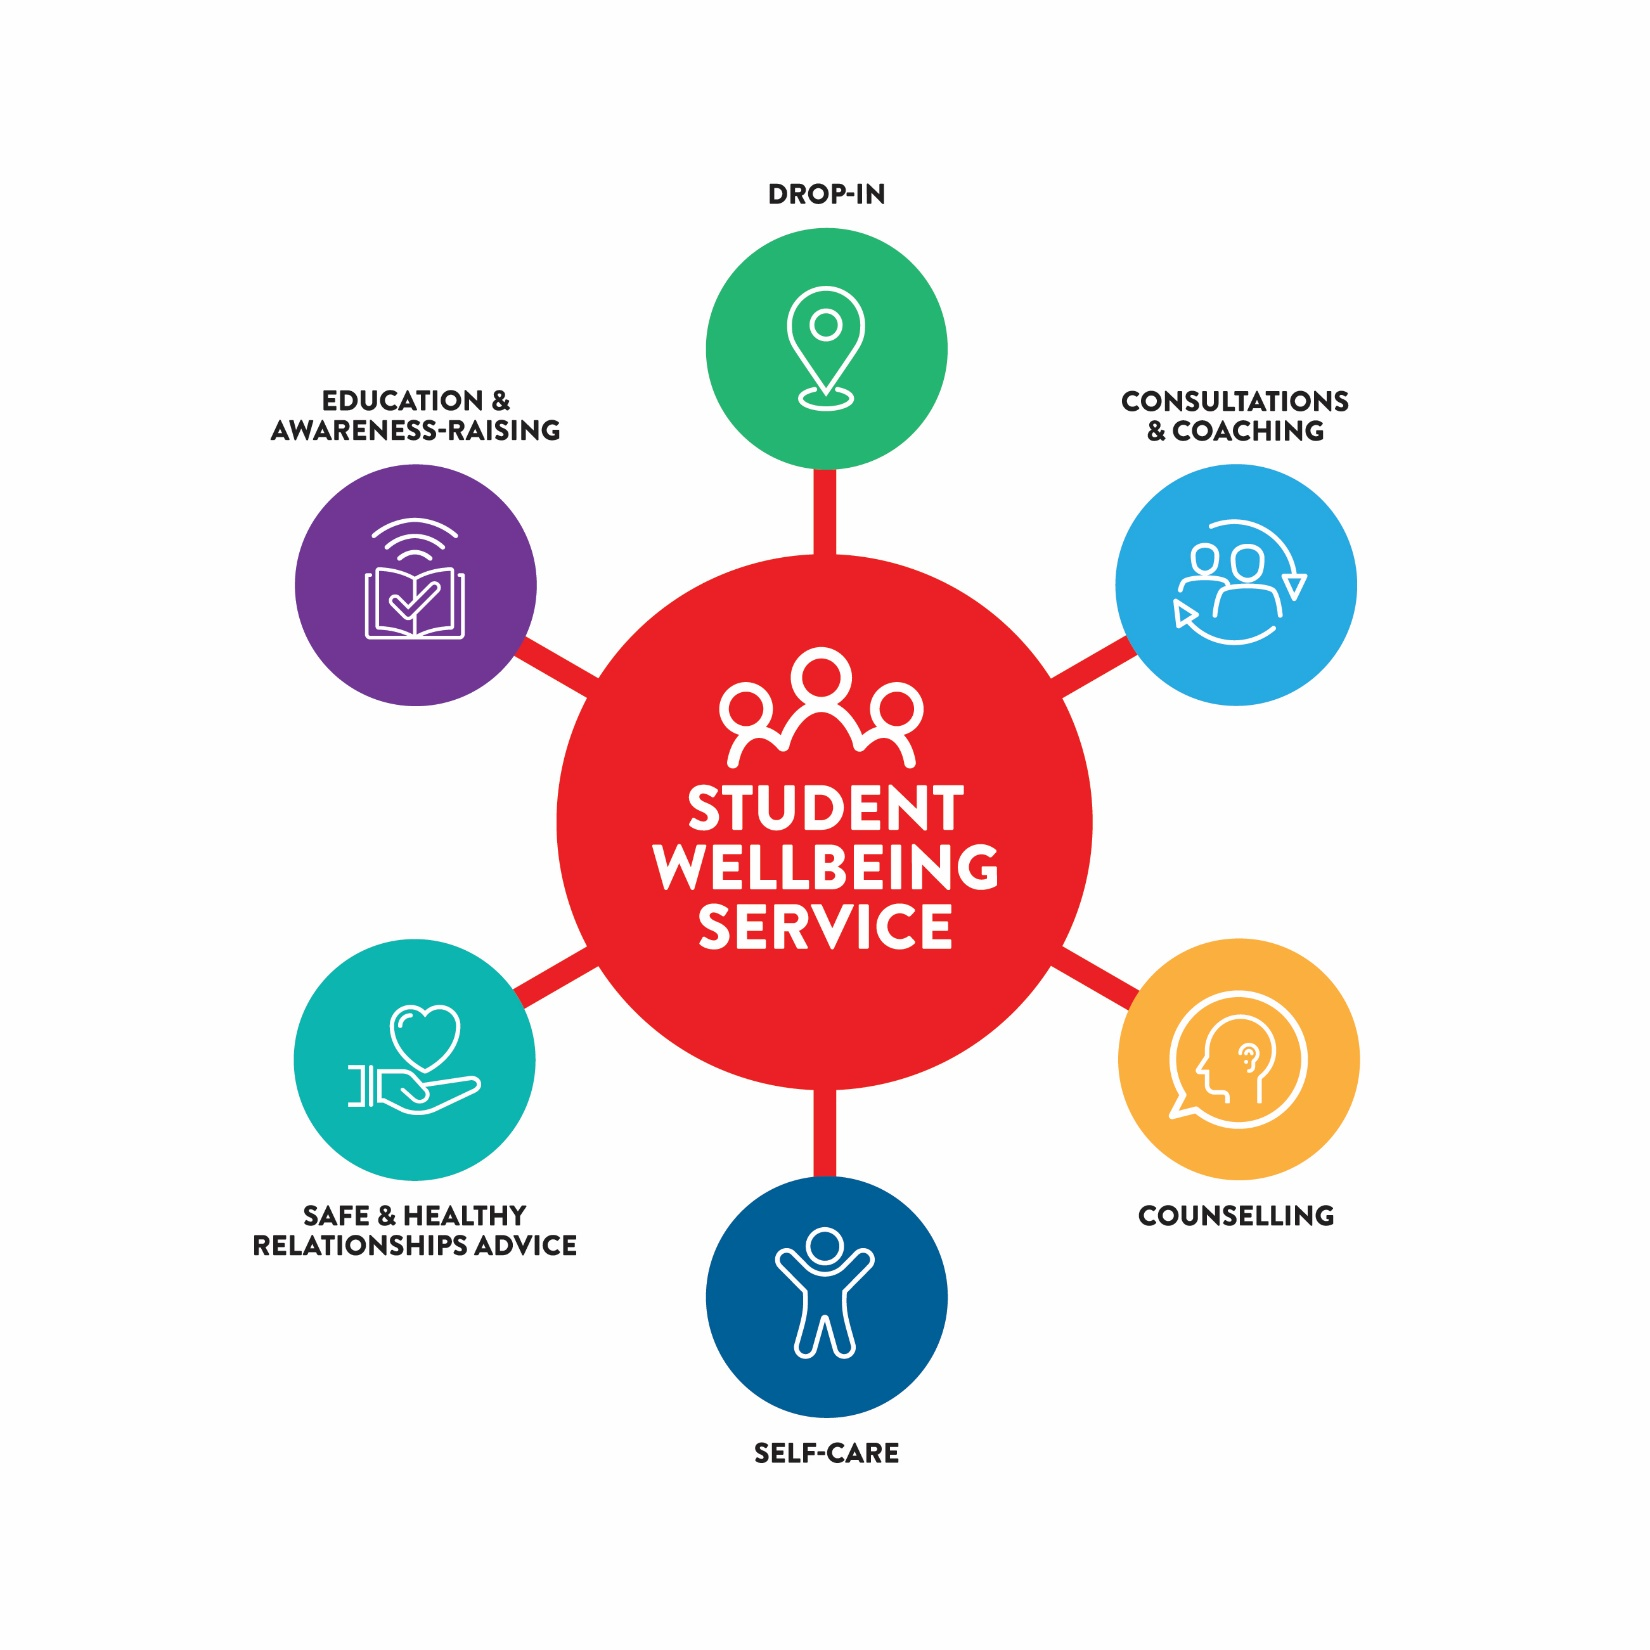 DROP-IN
EDUCATION &
AWARENESS-RAISING
CONSULTATIONS
& COACHING
STUDENT
WELLBEING
SERVICE
SAFE & HEALTHY
RELATIONSHIPS ADVICE
COUNSELLING
SELF-CARE